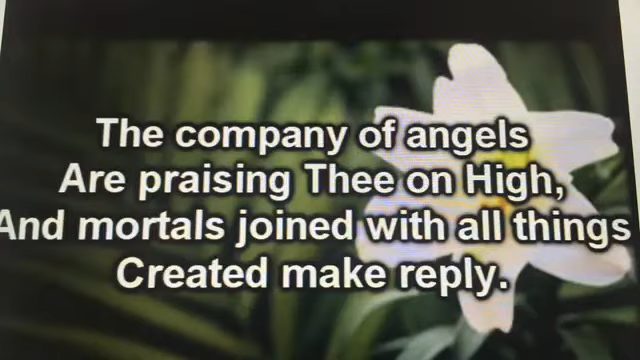 The company of angels
Are praising Thee on High,
And mortals joined with all things
Created make reply.